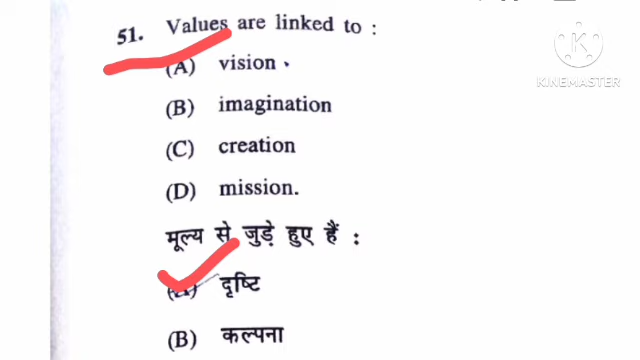 51. Values are linked to :
(A) vision
(B) imagination
(C) creation
(D) mission.
मूल्य से जुड़े हुए हैं :
(A) दृष्टि
(B) कल्पना
KINEMASTER